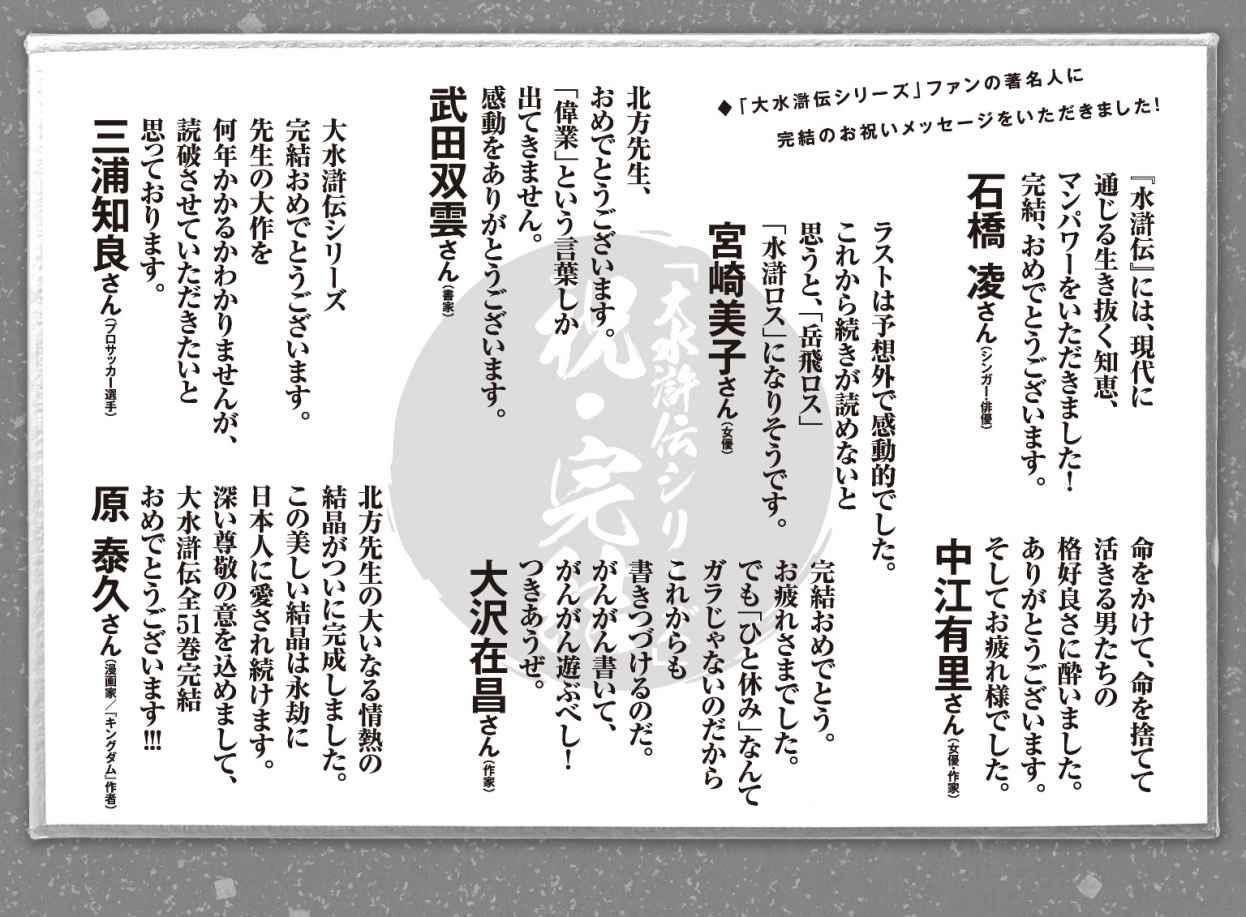 ◆「大水滸伝シリーズ」ファンの著名人に
完結のお祝いメッセージをいただきました！
『水滸伝』には、現代に
通じる生き抜く知恵、
マンパワーをいただきました！
完結、おめでとうございます。
石橋 凌さん（シンガー・俳優）
命をかけて、命を捨てて
活きる男たちの
格好良さに酔いました。
ありがとうございます。
そしてお疲れ様でした。
中江有里さん（女優・作家）
ラストは予想外で感動的でした。
これから続きが読めないと
思うと、「岳飛ロス」
「水滸ロス」になりそうです。
宮崎美子さん（女優）
完結おめでとう。
お疲れさまでした。
でも「ひと休み」なんて
ガラじゃないのだから
これからも
書きつづけるのだ。
がんがん書いて、
がんがん遊ぶべし！
つきあうぜ。
大沢在昌さん（作家）
北方先生、
おめでとうございます。
「偉業」という言葉しか
出てきません。
感動をありがとうございます。
武田双雲さん（書家）
大水滸伝シリーズ
完結おめでとうございます。
先生の大作を
何年かかるかわかりませんが、
読破させていただきたいと
思っております。
三浦知良さん（プロサッカー選手）
北方先生の大いなる情熱の
結晶がついに完成しました。
この美しい結晶は永劫に
日本人に愛され続けます。
深い尊敬の意を込めまして、
大水滸伝全51巻完結
おめでとうございます!!!
原 泰久さん（漫画家／「キングダム」作者）
「大水滸伝シリ
祝・完